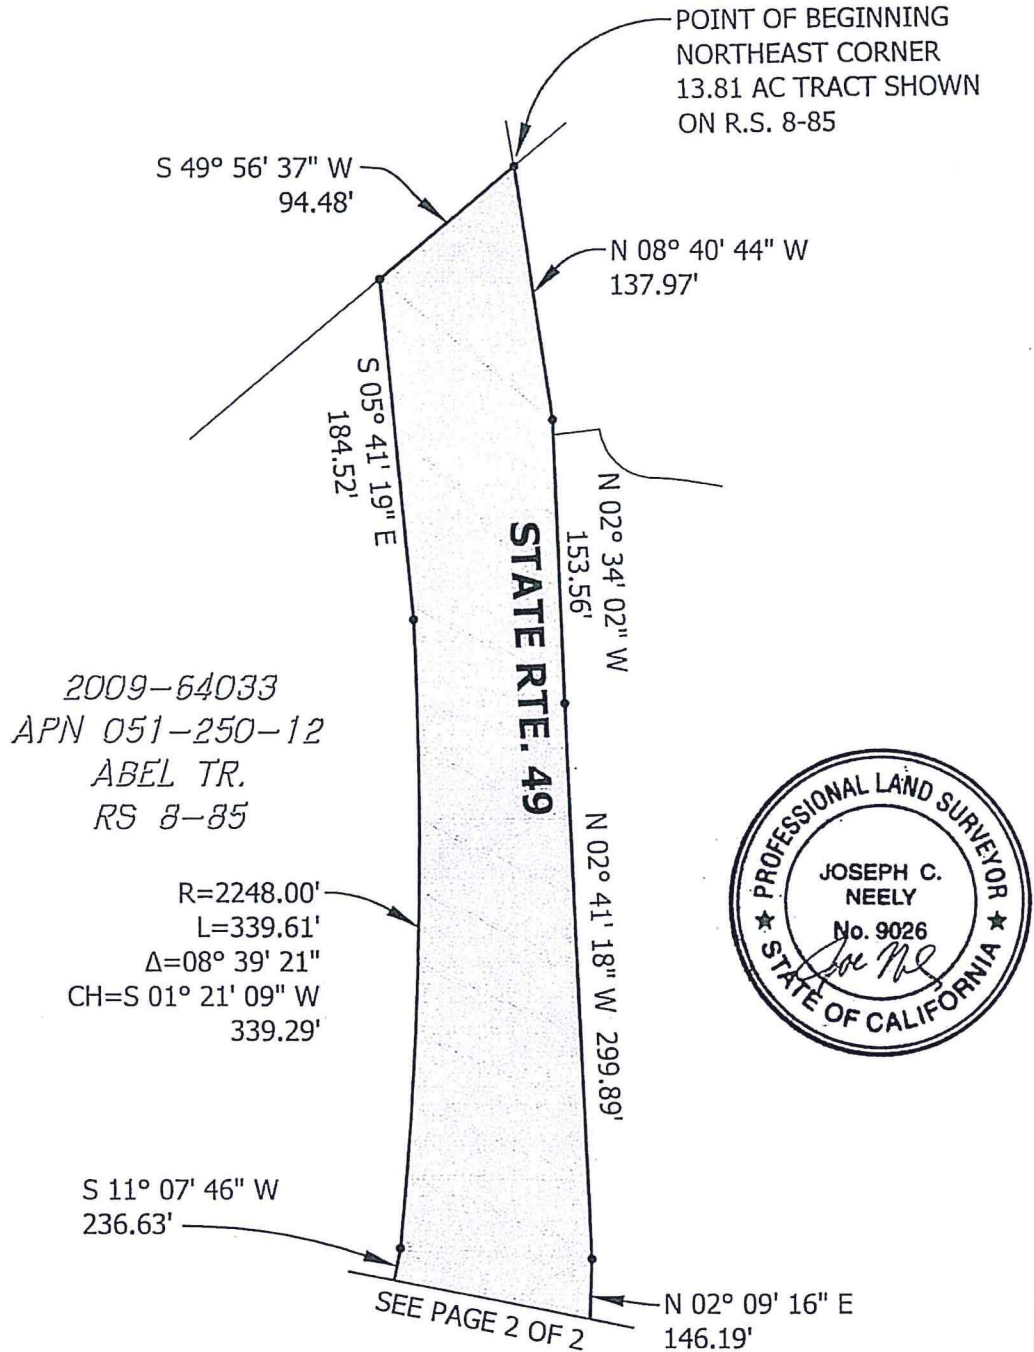 POINT OF BEGINNING
NORTHEAST CORNER
13.81 AC TRACT SHOWN
ON R.S. 8-85
S 49° 56' 37" W
94.48'
N 08° 40' 44" W
137.97'
S 05° 41' 19" E
184.52'
N 02° 34' 02" W
153.56'
STATE RTE. 49
2009-64033
APN 051-250-12
ABEL TR.
RS 8-85
N 02° 41' 18" W 299.89'
R=2248.00'
L=339.61'
Δ=08° 39' 21"
CH=S 01° 21' 09" W
339.29'
PROFESSIONAL LAND SURVEYOR
JOSEPH C.
NEELY
No. 9026
STATE OF CALIFORNIA
S 11° 07' 46" W
236.63'
SEE PAGE 2 OF 2
N 02° 09' 16" E
146.19'